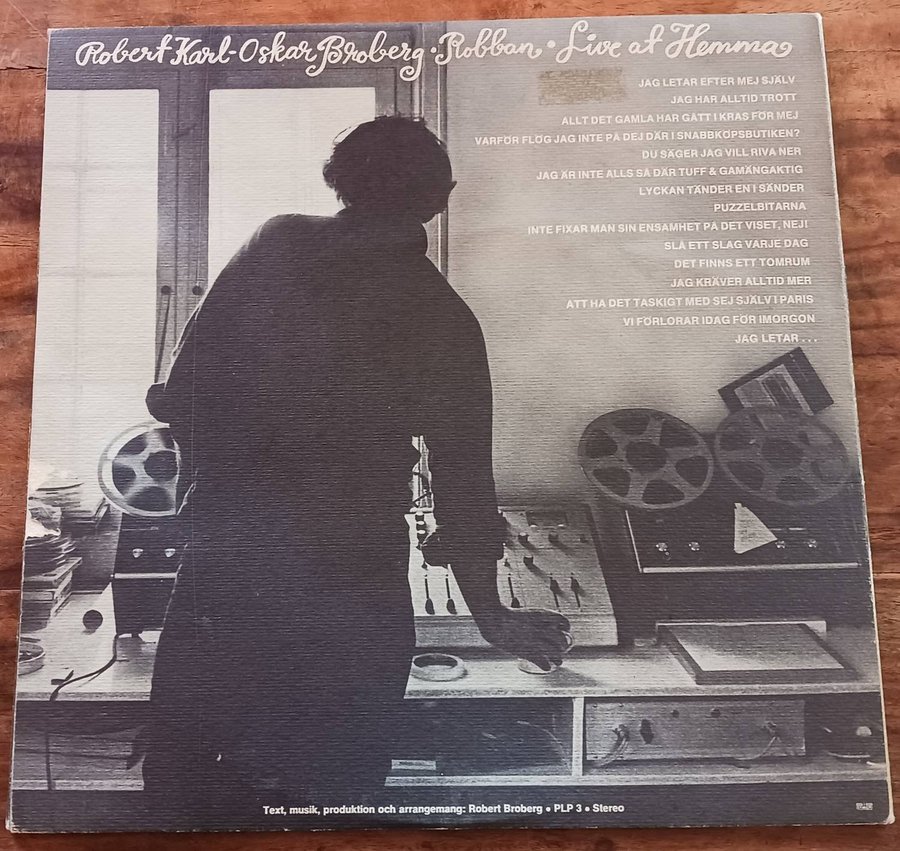 Robert Karl-Oskar Broberg • Robban • Live at Hemma
JAG LETAR EFTER MEJ SJÄLV
JAG HAR ALLTID TROTT
ALLT DET GAMLA HAR GÅTT I KRAS FÖR MEJ
VARFÖR FLÖG JAG INTE PÅ DEJ DÄR I SNABBKÖPSBUTIKEN?
DU SÄGER JAG VILL RIVA NER
JAG ÄR INTE ALLS SÅ DÄR TUFF & GAMÄNGAKTIG
LYCKAN TÄNDER EN I SÄNDER
PUZZELBITARNA
INTE FIXAR MAN SIN ENSAMHET PÅ DET VISET, NEJ!
SLÅ ETT SLAG VARJE DAG
DET FINNS ETT TOMRUM
JAG KRÄVER ALLTID MER
ATT HA DET TASKIGT MED SEJ SJÄLV I PARIS
VI FÖRLORAR IDAG FÖR IMORGON
JAG LETAR . . .
Text, musik, produktion och arrangemang: Robert Broberg • PLP 3 • Stereo